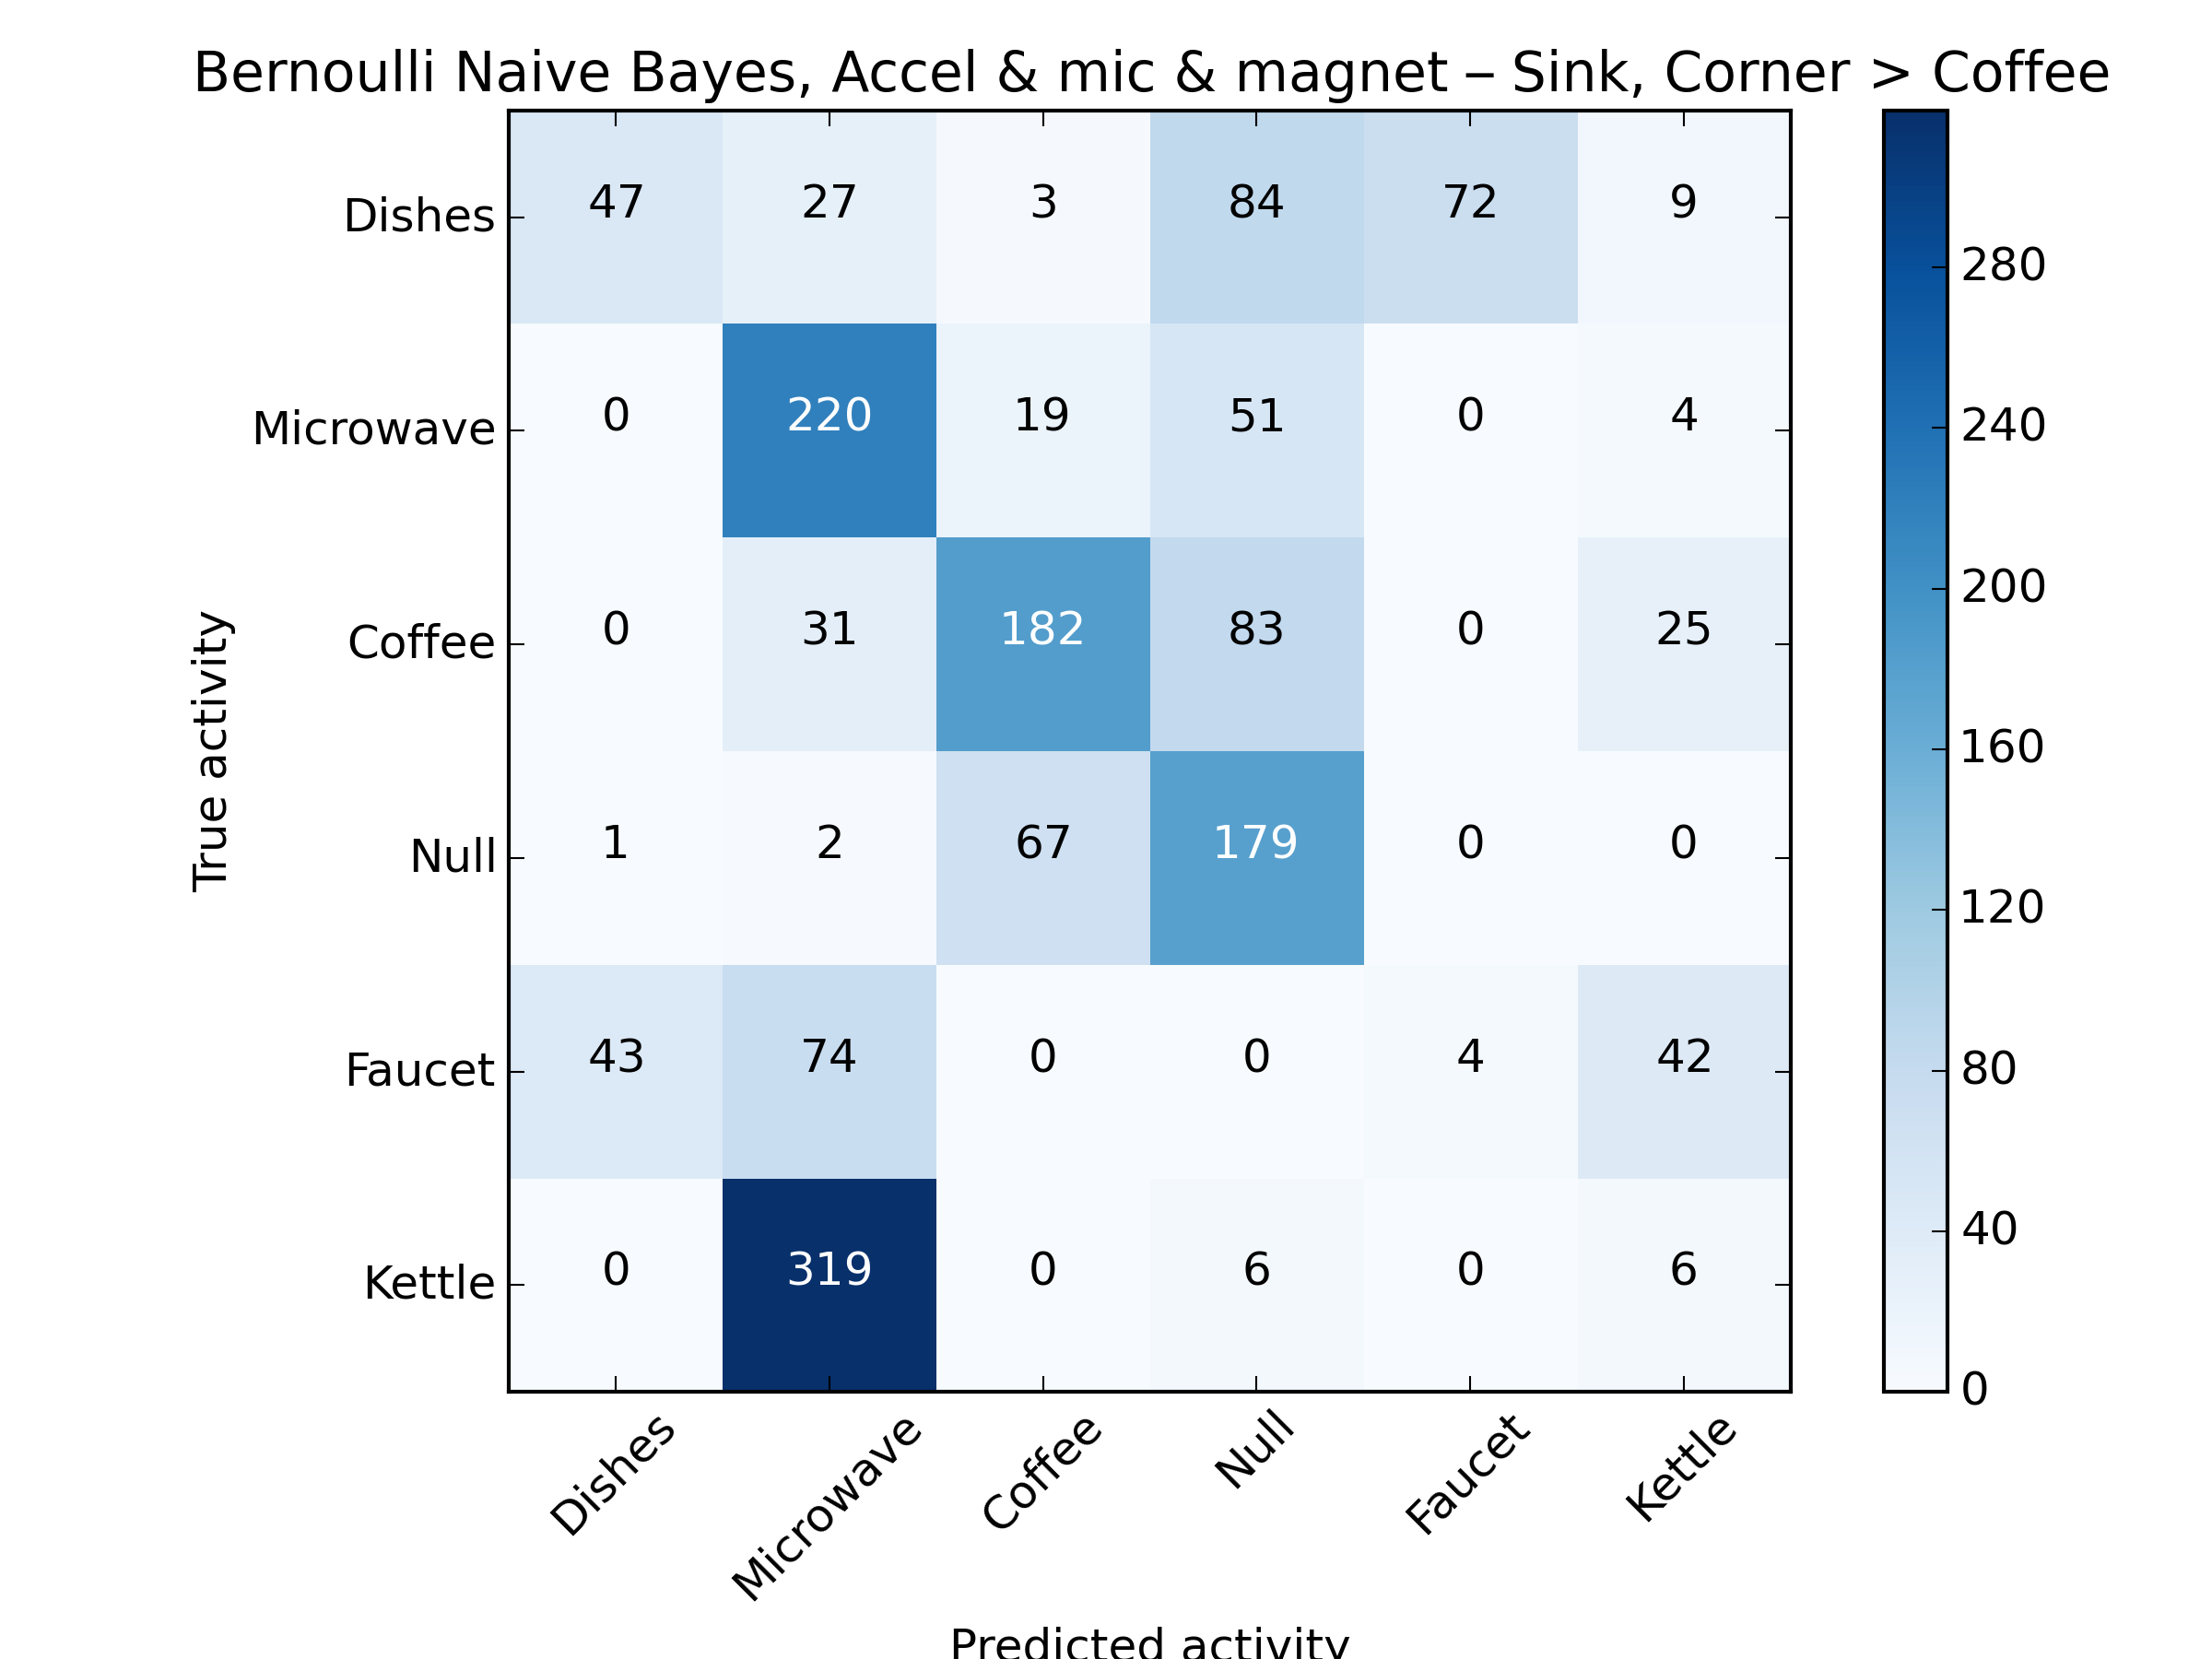 Bernoulli Naive Bayes, Accel & mic & magnet – Sink, Corner > Coffee
Dishes 47 27 3 84 72 9
Microwave 0 220 19 51 0 4
Coffee 0 31 182 83 0 25
Null 1 2 67 179 0 0
Faucet 43 74 0 0 4 42
Kettle 0 319 0 6 0 6
True activity
Dishes Microwave Coffee Null Faucet Kettle
Predicted activity
280
240
200
160
120
80
40
0